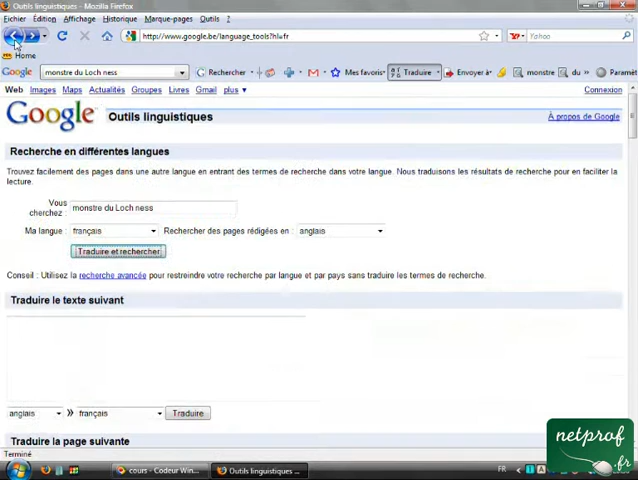 Outils linguistiques - Mozilla Firefox
Fichier Édition Affichage Historique Marque-pages Outils ?
http://www.google.be/language_tools?hl=fr
Yahoo
Home
Google monstre du Loch ness Rechercher Mes favoris Traduire Envoyer à monstre du Paramèt
Web Images Maps Actualités Groupes Livres Gmail plus Connexion
Google™ Outils linguistiques À propos de Google
Recherche en différentes langues
Trouvez facilement des pages dans une autre langue en entrant des termes de recherche dans votre langue. Nous traduisons les résultats de recherche pour en faciliter la
lecture.
Vous
cherchez : monstre du Loch ness
Ma langue : français Rechercher des pages rédigées en : anglais
Traduire et rechercher
Conseil : Utilisez la recherche avancée pour restreindre votre recherche par langue et par pays sans traduire les termes de recherche.
Traduire le texte suivant
anglais » français Traduire
Traduire la page suivante
Terminé
cours - Codeur Win... Outils linguistiques ... FR
netprof
.fr